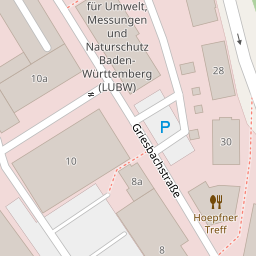 für Umwelt,
Messungen
und
Naturschutz
Baden-
Württemberg
(LUBW)
10a
28
P
Griesbachstraße
30
10
8a
Hoepfner
Treff
8